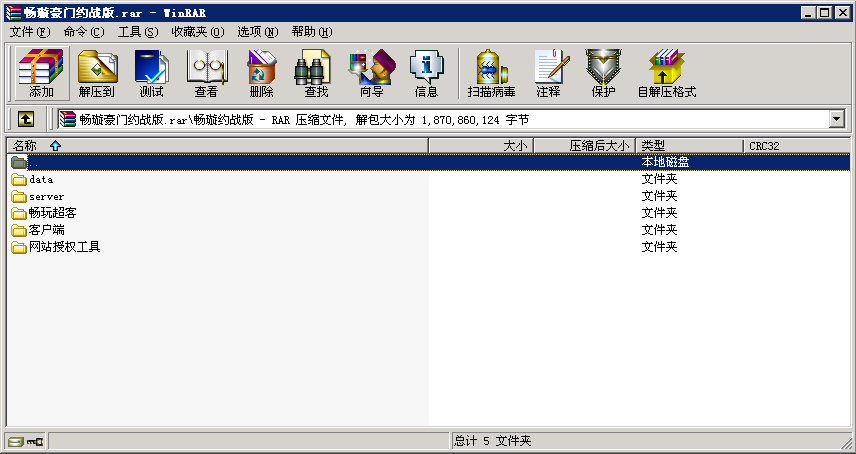 畅璇豪门约战版.rar - WinRAR
文件(F) 命令(C) 工具(S) 收藏夹(O) 选项(N) 帮助(H)
添加 解压到 测试 查看 删除 查找 向导 信息 扫描病毒 注释 保护 自解压格式
畅璇豪门约战版.rar\畅璇约战版 - RAR 压缩文件, 解包大小为 1,870,860,124 字节
名称 大小 压缩后大小 类型 CRC32
.. 本地磁盘
data 文件夹
server 文件夹
畅玩超客 文件夹
客户端 文件夹
网站授权工具 文件夹
总计 5 文件夹